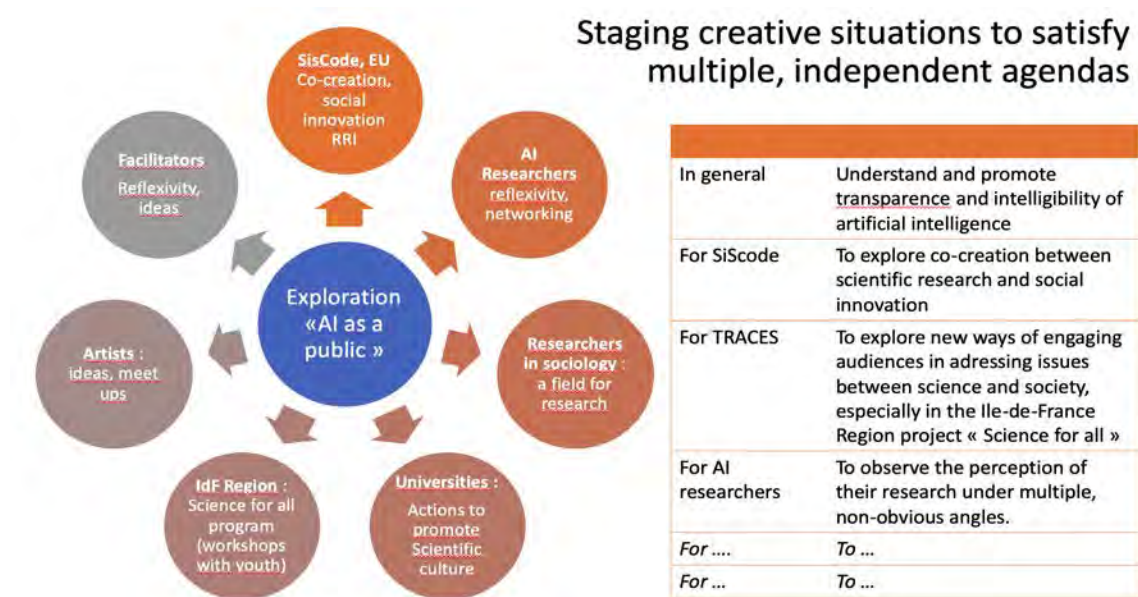 Staging creative situations to satisfy
multiple, independent agendas
SisCode, EU
Co-creation,
social
innovation
RRI
AI
Researchers
reflexivity,
networking
Researchers
in sociology :
a field for
research
Universities :
Actions to
promote
Scientific
culture
IdF Region :
Science for all
program
(workshops
with youth)
Artists :
ideas, meet
ups
Facilitators
Reflexivity,
ideas
Exploration
«AI as a
public »
In general
Understand and promote
transparence and intelligibility of
artificial intelligence
For SiScode
To explore co-creation between
scientific research and social
innovation
For TRACES
To explore new ways of engaging
audiences in adressing issues
between science and society,
especially in the Ile-de-France
Region project « Science for all »
For AI
researchers
To observe the perception of
their research under multiple,
non-obvious angles.
For ....
To ...
For ...
To ...